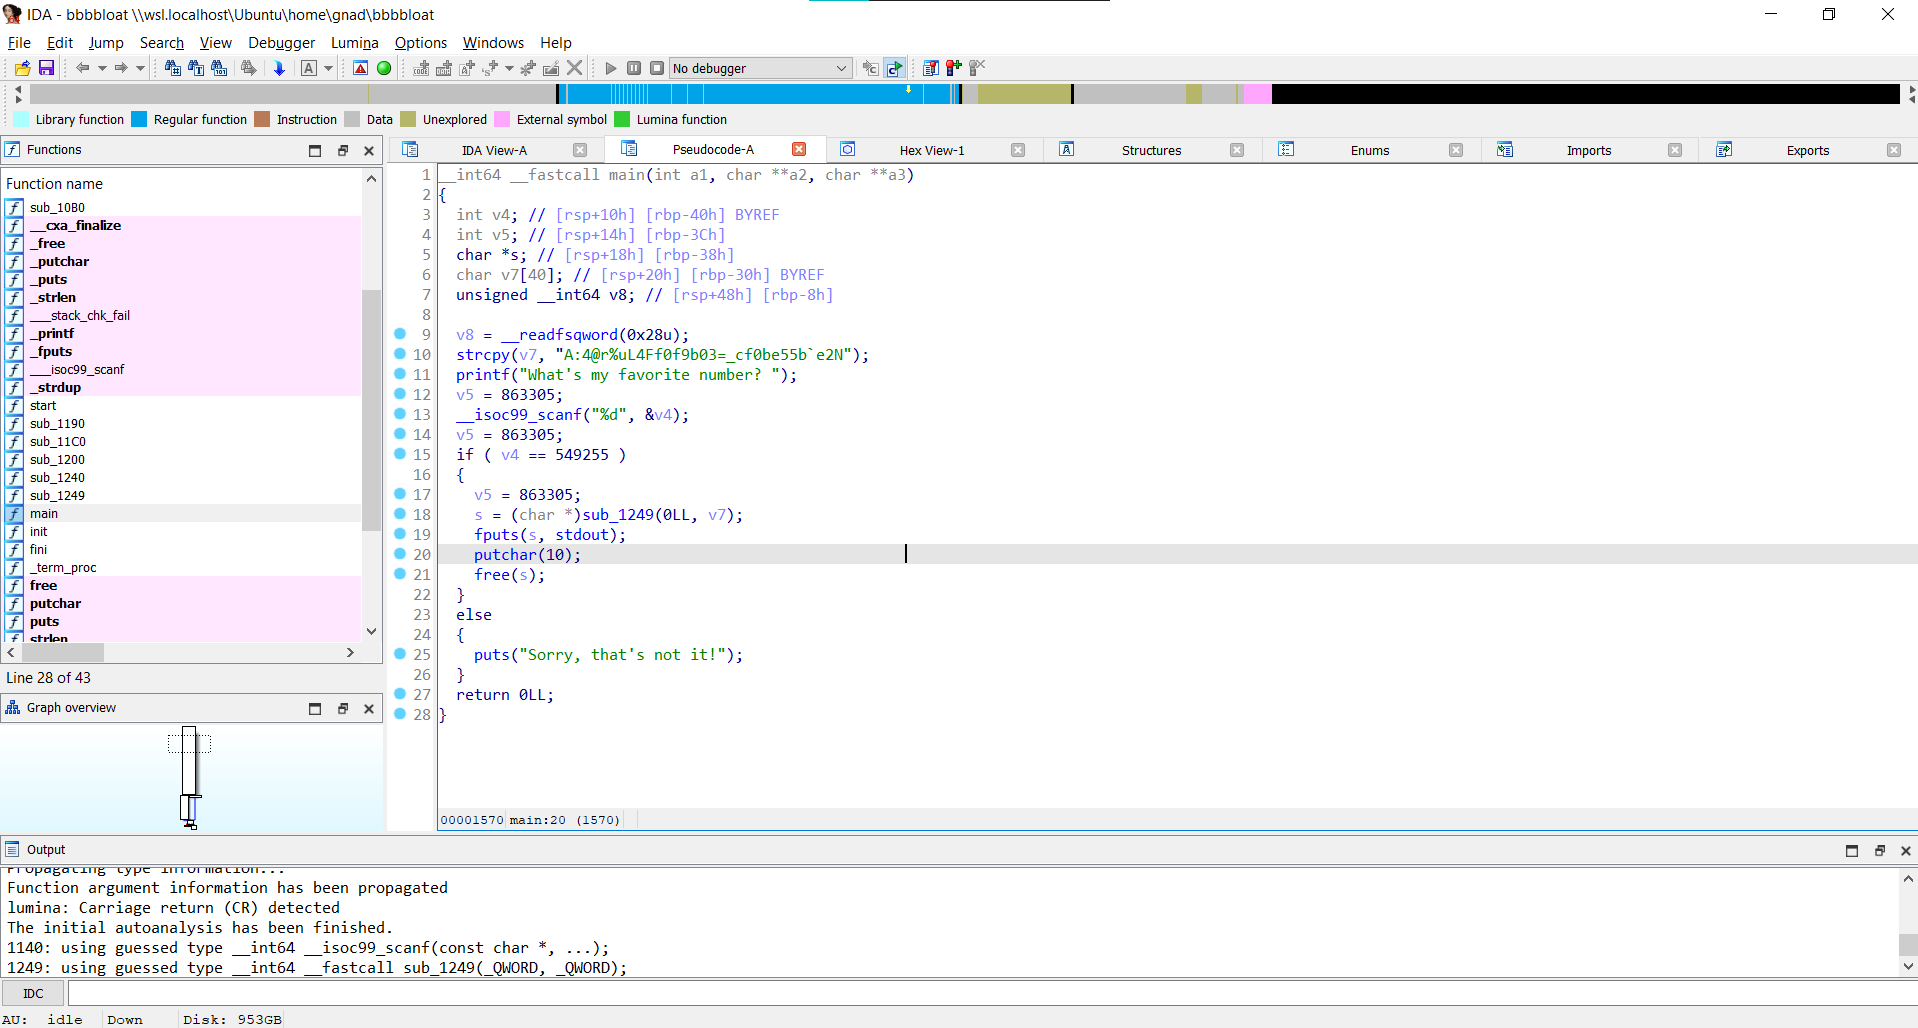 IDA - bbbbloat \\wsl.localhost\Ubuntu\home\gnad\bbbbloat
File Edit Jump Search View Debugger Lumina Options Windows Help
No debugger
Library function Regular function Instruction Data Unexplored External symbol Lumina function
Functions
IDA View-A Pseudocode-A Hex View-1 Structures Enums Imports Exports
Function name
sub_10B0
__cxa_finalize
_free
_putchar
_puts
_strlen
___stack_chk_fail
_printf
_fputs
___isoc99_scanf
_strdup
start
sub_1190
sub_11C0
sub_1200
sub_1240
sub_1249
main
init
fini
_term_proc
free
putchar
puts
strlen
Line 28 of 43
Graph overview
1 __int64 __fastcall main(int a1, char **a2, char **a3)
2 {
3 int v4; // [rsp+10h] [rbp-40h] BYREF
4 int v5; // [rsp+14h] [rbp-3Ch]
5 char *s; // [rsp+18h] [rbp-38h]
6 char v7[40]; // [rsp+20h] [rbp-30h] BYREF
7 unsigned __int64 v8; // [rsp+48h] [rbp-8h]
8
9 v8 = __readfsqword(0x28u);
10 strcpy(v7, "A:4@r%uL4Ff0f9b03=_cf0be55b`e2N");
11 printf("What's my favorite number? ");
12 v5 = 863305;
13 __isoc99_scanf("%d", &v4);
14 v5 = 863305;
15 if ( v4 == 549255 )
16 {
17 v5 = 863305;
18 s = (char *)sub_1249(0LL, v7);
19 fputs(s, stdout);
20 putchar(10);
21 free(s);
22 }
23 else
24 {
25 puts("Sorry, that's not it!");
26 }
27 return 0LL;
28 }
00001570 main:20 (1570)
Output
Propagating type information...
Function argument information has been propagated
lumina: Carriage return (CR) detected
The initial autoanalysis has been finished.
1140: using guessed type __int64 __isoc99_scanf(const char *, ...);
1249: using guessed type __int64 __fastcall sub_1249(_QWORD, _QWORD);
IDC
AU: idle Down Disk: 953GB